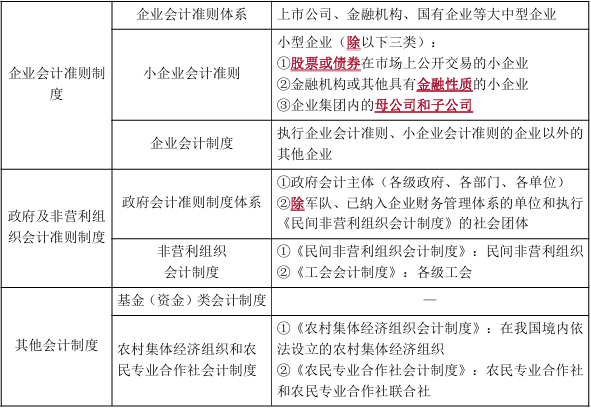 企业会计准则制
度
企业会计准则体系
上市公司、金融机构、国有企业等大中型企业
小企业会计准则
小型企业（除以下三类）：
①股票或债券在市场上公开交易的小企业
②金融机构或其他具有金融性质的小企业
③企业集团内的母公司和子公司
企业会计制度
执行企业会计准则、小企业会计准则的企业以外的
其他企业
政府及非营利组
织会计准则制度
政府会计准则制度体系
①政府会计主体（各级政府、各部门、各单位）
②除军队、已纳入企业财务管理体系的单位和执行
《民间非营利组织会计制度》的社会团体
非营利组织
会计制度
①《民间非营利组织会计制度》：民间非营利组织
②《工会会计制度》：各级工会
其他会计制度
基金（资金）类会计制度
—
农村集体经济组织和农
民专业合作社会计制度
①《农村集体经济组织会计制度》：在我国境内依
法设立的农村集体经济组织
②《农民专业合作社会计制度》：农民专业合作社
和农民专业合作社联合社